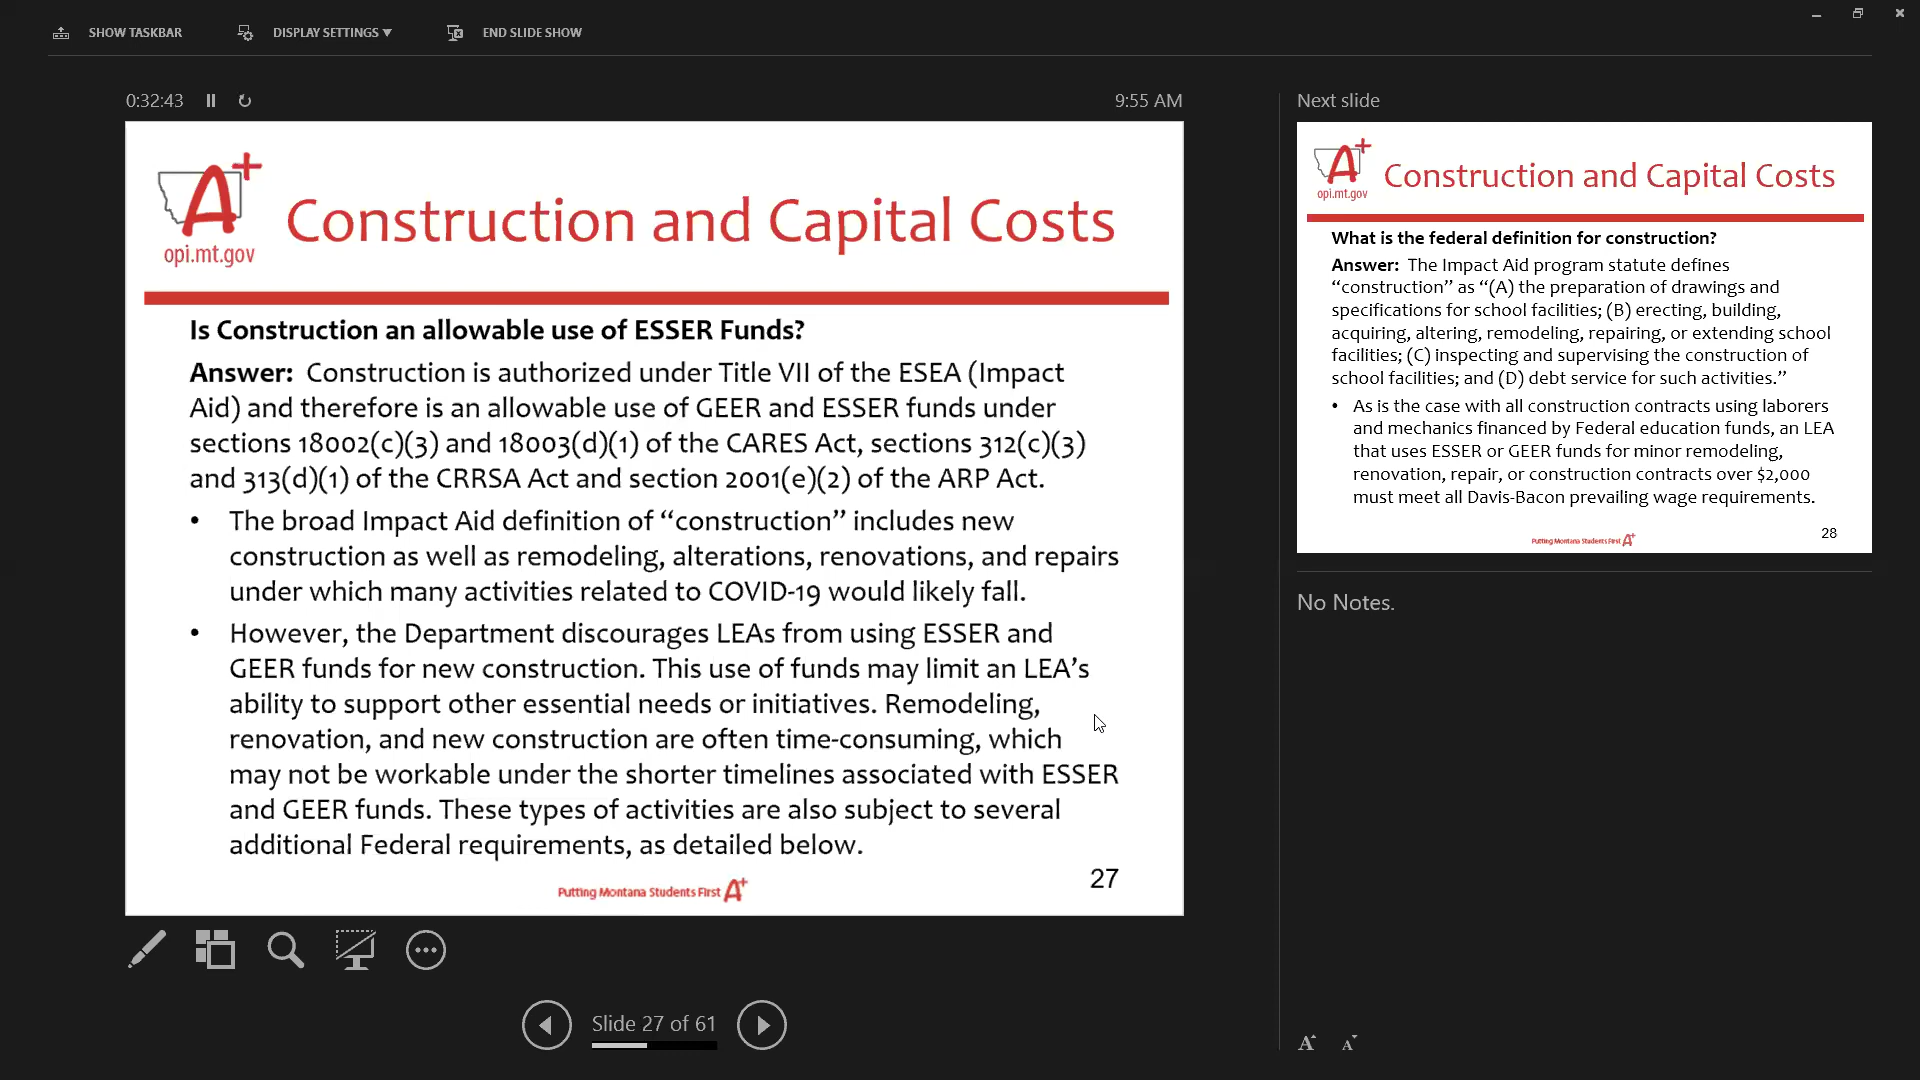 SHOW TASKBAR
DISPLAY SETTINGS
END SLIDE SHOW
0:32:43
9:55 AM
A+
opi.mt.gov
Construction and Capital Costs
Is Construction an allowable use of ESSER Funds?
Answer: Construction is authorized under Title VII of the ESEA (Impact
Aid) and therefore is an allowable use of GEER and ESSER funds under
sections 18002(c)(3) and 18003(d)(1) of the CARES Act, sections 312(c)(3)
and 313(d)(1) of the CRRSA Act and section 2001(e)(2) of the ARP Act.
• The broad Impact Aid definition of “construction” includes new
construction as well as remodeling, alterations, renovations, and repairs
under which many activities related to COVID-19 would likely fall.
• However, the Department discourages LEAs from using ESSER and
GEER funds for new construction. This use of funds may limit an LEA’s
ability to support other essential needs or initiatives. Remodeling,
renovation, and new construction are often time-consuming, which
may not be workable under the shorter timelines associated with ESSER
and GEER funds. These types of activities are also subject to several
additional Federal requirements, as detailed below.
Putting Montana Students First A+
27
Slide 27 of 61
Next slide
A+
opi.mt.gov
Construction and Capital Costs
What is the federal definition for construction?
Answer: The Impact Aid program statute defines
“construction” as “(A) the preparation of drawings and
specifications for school facilities; (B) erecting, building,
acquiring, altering, remodeling, repairing, or extending school
facilities; (C) inspecting and supervising the construction of
school facilities; and (D) debt service for such activities.”
• As is the case with all construction contracts using laborers
and mechanics financed by Federal education funds, an LEA
that uses ESSER or GEER funds for minor remodeling,
renovation, repair, or construction contracts over $2,000
must meet all Davis-Bacon prevailing wage requirements.
Putting Montana Students First A+
28
No Notes.
A A